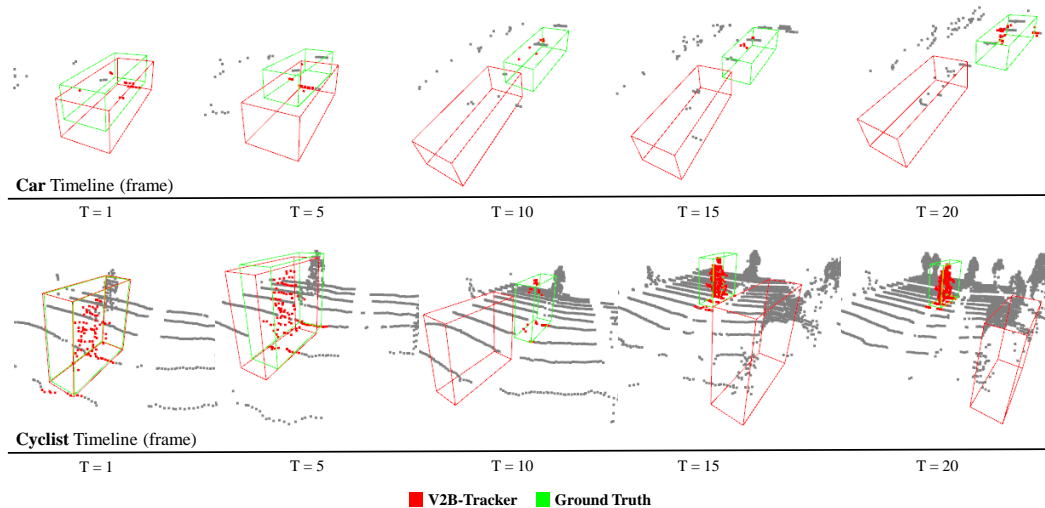 Car Timeline (frame)
T = 1 T = 5 T = 10 T = 15 T = 20
Cyclist Timeline (frame)
T = 1 T = 5 T = 10 T = 15 T = 20
V2B-Tracker Ground Truth